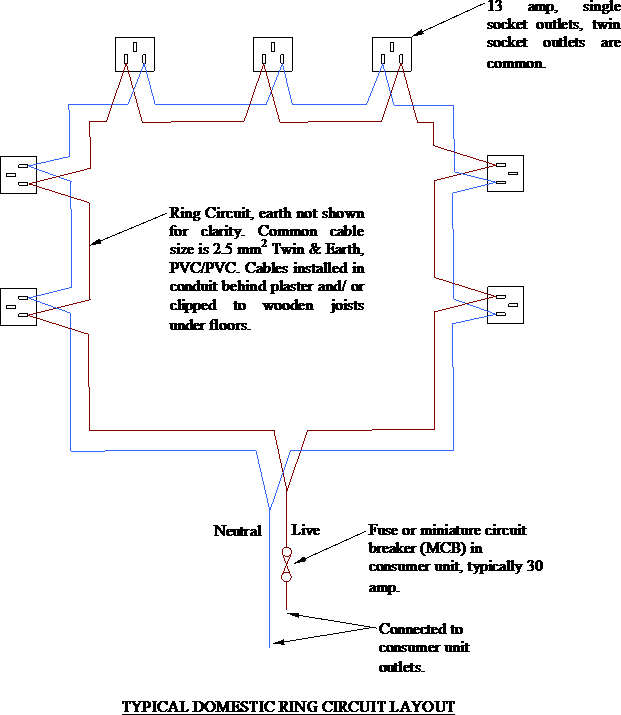 13 amp, single
socket outlets, twin
socket outlets are
common.
Ring Circuit, earth not shown
for clarity. Common cable
size is 2.5 mm2 Twin & Earth,
PVC/PVC. Cables installed in
conduit behind plaster and/ or
clipped to wooden joists
under floors.
Neutral
Live
Fuse or miniature circuit
breaker (MCB) in
consumer unit, typically 30
amp.
Connected to
consumer unit
outlets.
TYPICAL DOMESTIC RING CIRCUIT LAYOUT